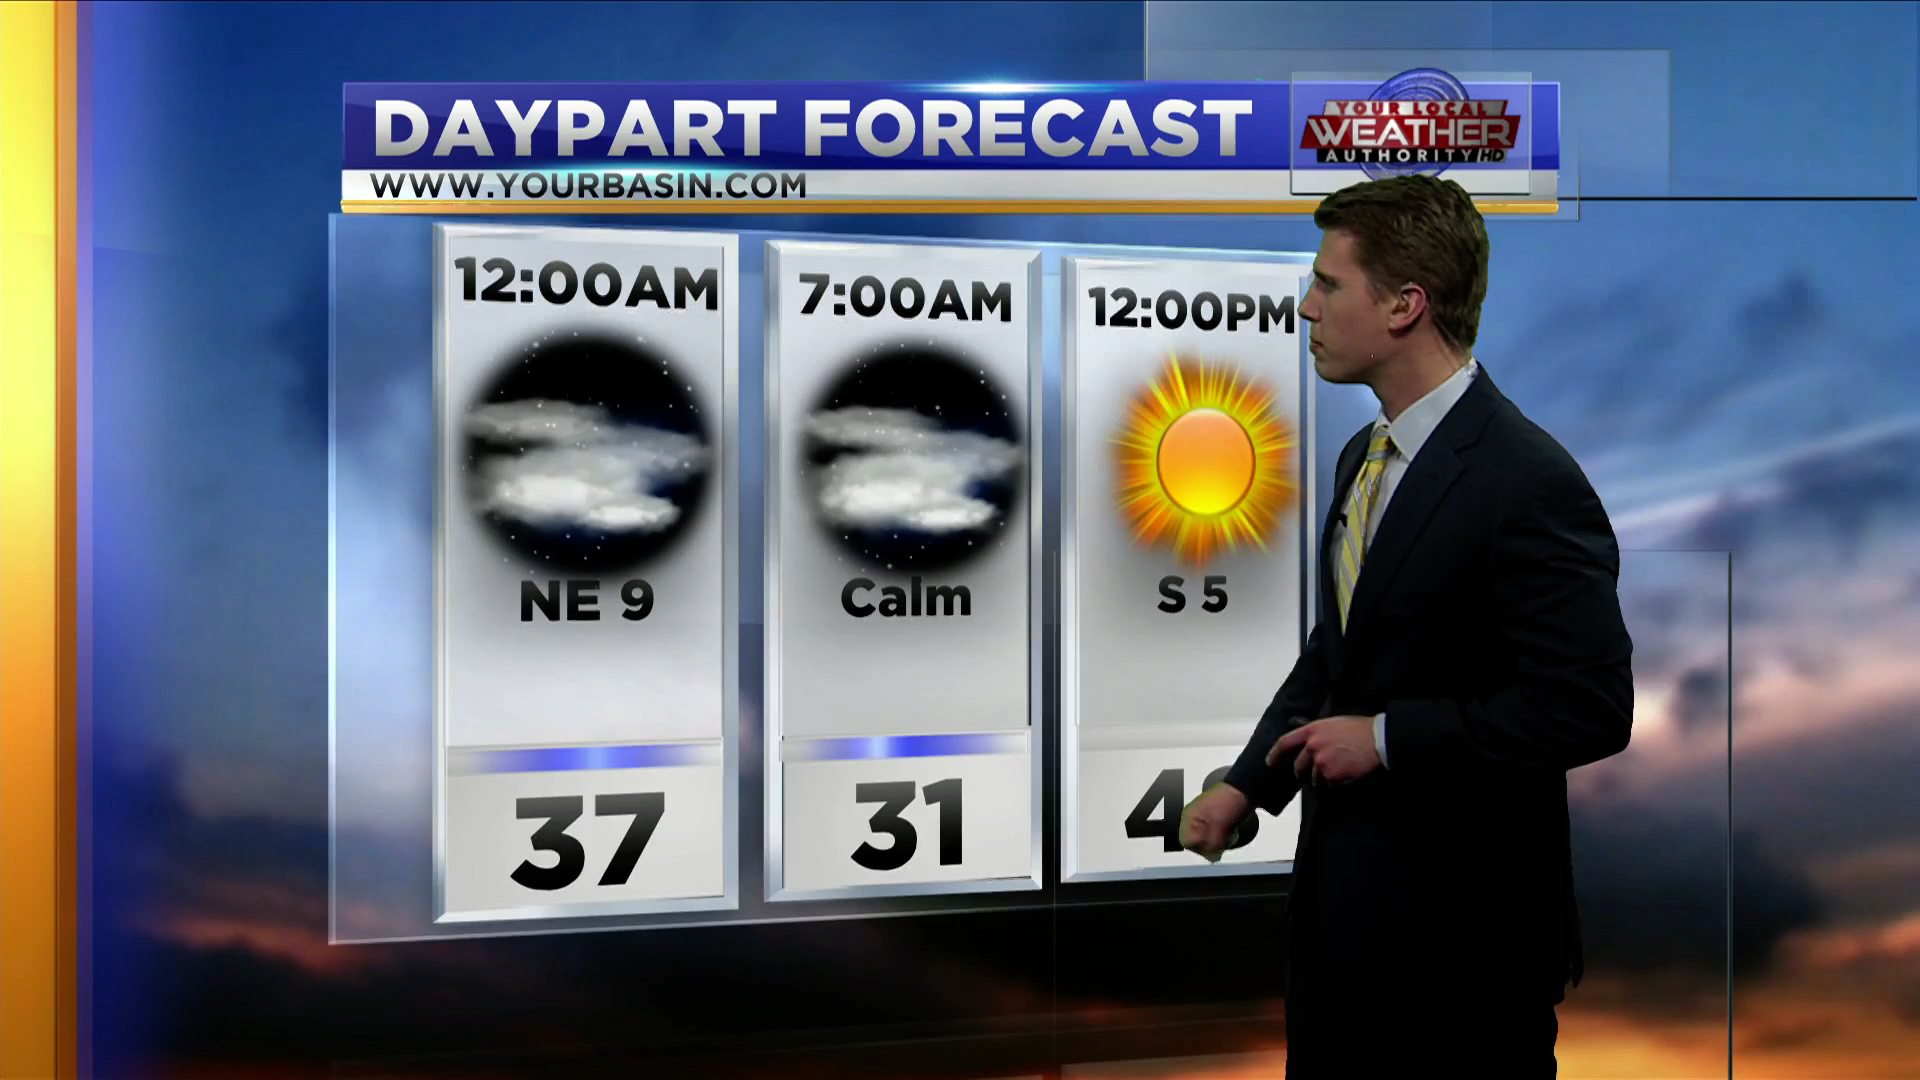 DAYPART FORECAST
WWW.YOURBASIN.COM
YOUR LOCAL
WEATHER
AUTHORITY HD
12:00AM
7:00AM
12:00PM
NE 9
Calm
S 5
37
31